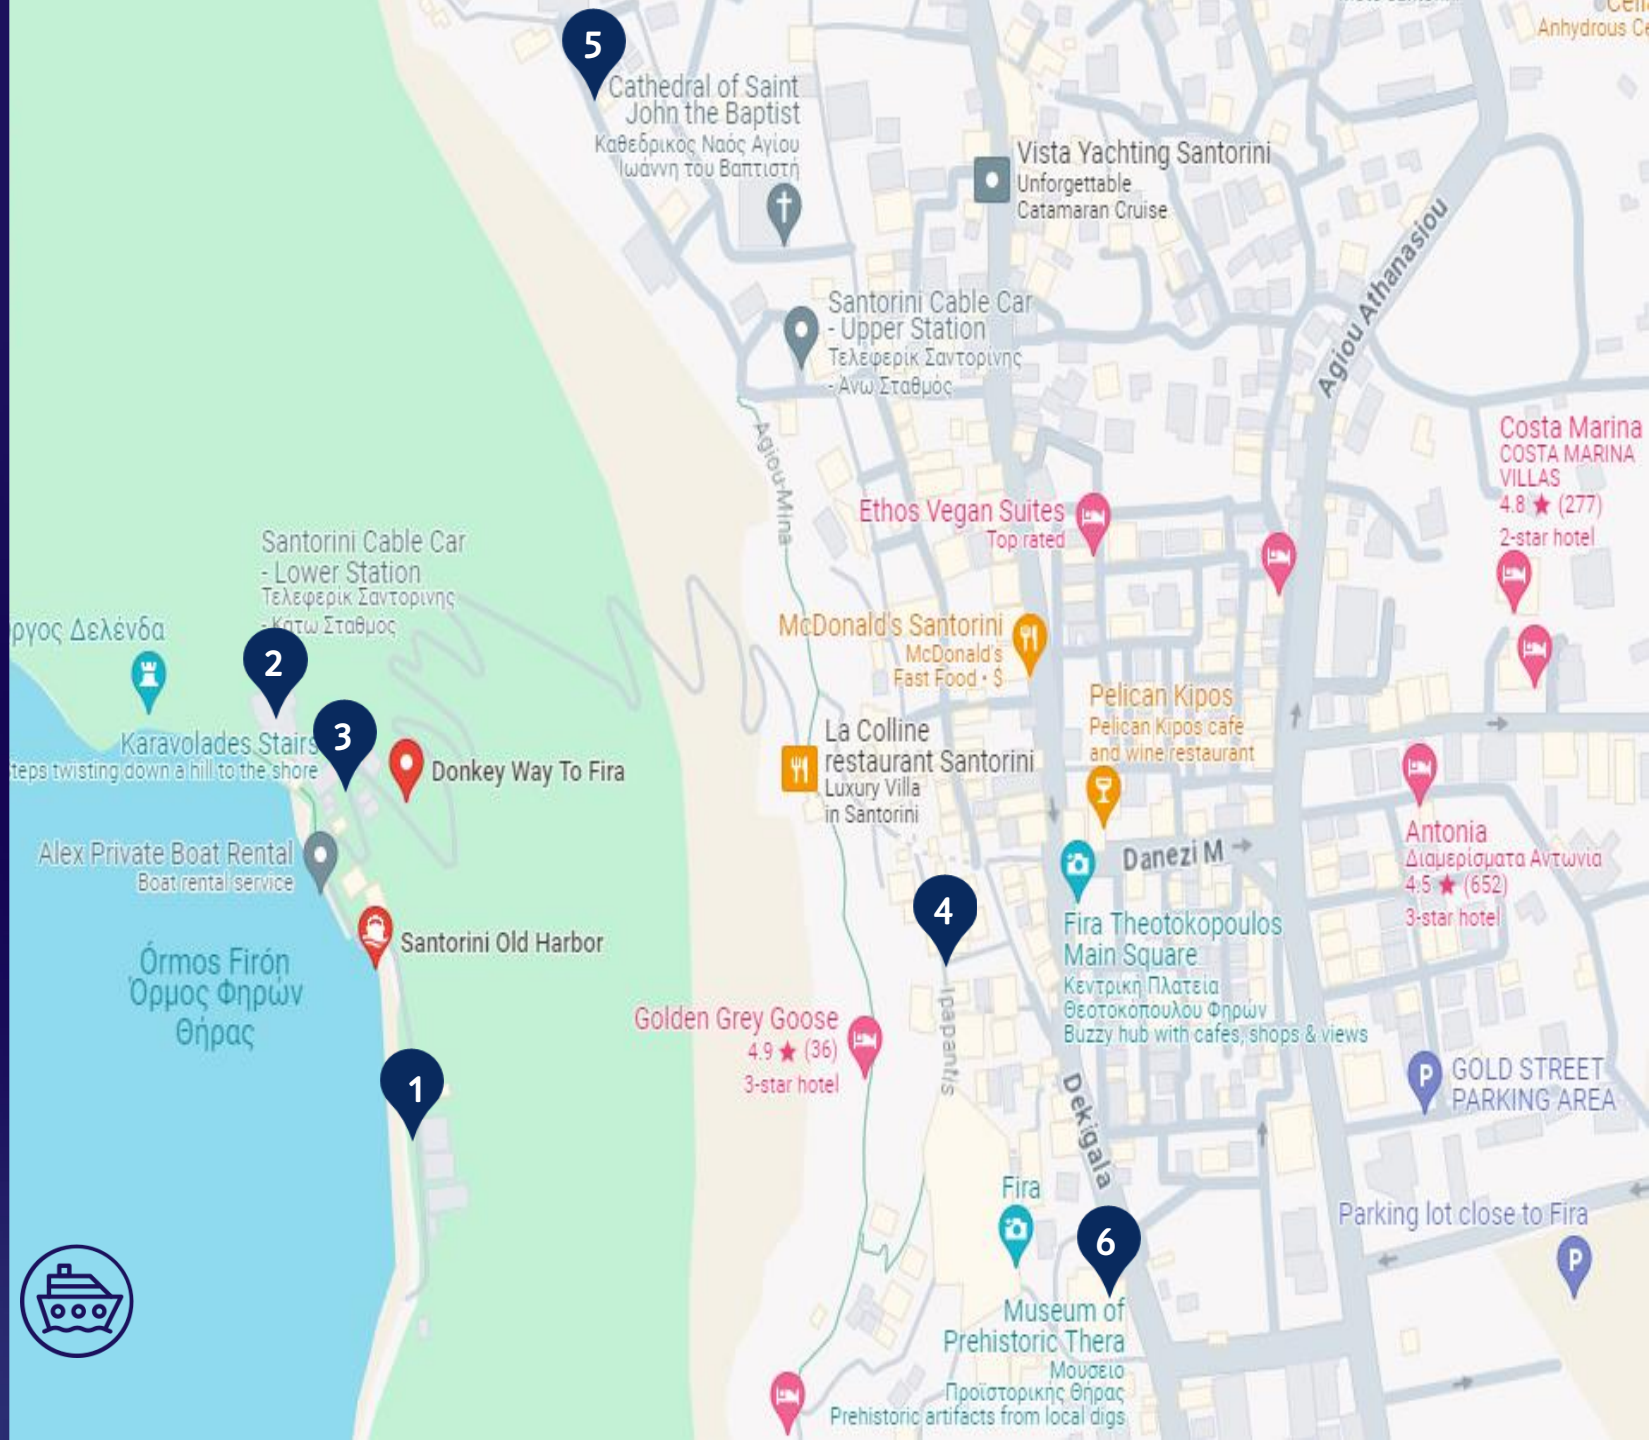 Anhydrous
5
Cathedral of Saint
John the Baptist
Καθεδρικός Ναός Αγίου
Ιωάννη του Βαπτιστή
Vista Yachting Santorini
Unforgettable
Catamaran Cruise
Agiou Athanasiou
Santorini Cable Car
- Upper Station
Τελεφερίκ Σαντορίνης
- Άνω Σταθμός
Agiou Mina
Costa Marina
COSTA MARINA
VILLAS
4.8 ★ (277)
2-star hotel
Ethos Vegan Suites
Top rated
Santorini Cable Car
- Lower Station
Τελεφερίκ Σαντορίνης
- Κάτω Σταθμός
ργος Δελένδα
2
McDonald's Santorini
McDonald's
Fast Food • $
Pelican Kipos
Pelican Kipos cafe
and wine restaurant
3
Karavolades Stairs
teps twisting down a hill to the shore
Donkey Way To Fira
La Colline
restaurant Santorini
Luxury Villa
in Santorini
Antonia
Διαμερίσματα Αντωνία
4.5 ★ (652)
3-star hotel
Alex Private Boat Rental
Boat rental service
Danezi M
4
Santorini Old Harbor
Fira Theotokopoulos
Main Square
Κεντρική Πλατεία
Θεοτοκοπούλου Φηρών
Buzzy hub with cafes, shops & views
Órmos Firón
Όρμος Φηρών
Θήρας
Golden Grey Goose
4.9 ★ (36)
3-star hotel
Ipapantis
1
GOLD STREET
PARKING AREA
P
Dekigala
Fira
6
Parking lot close to Fira
P
Museum of
Prehistoric Thera
Μουσείο
Προϊστορικής Θήρας
Prehistoric artifacts from local digs